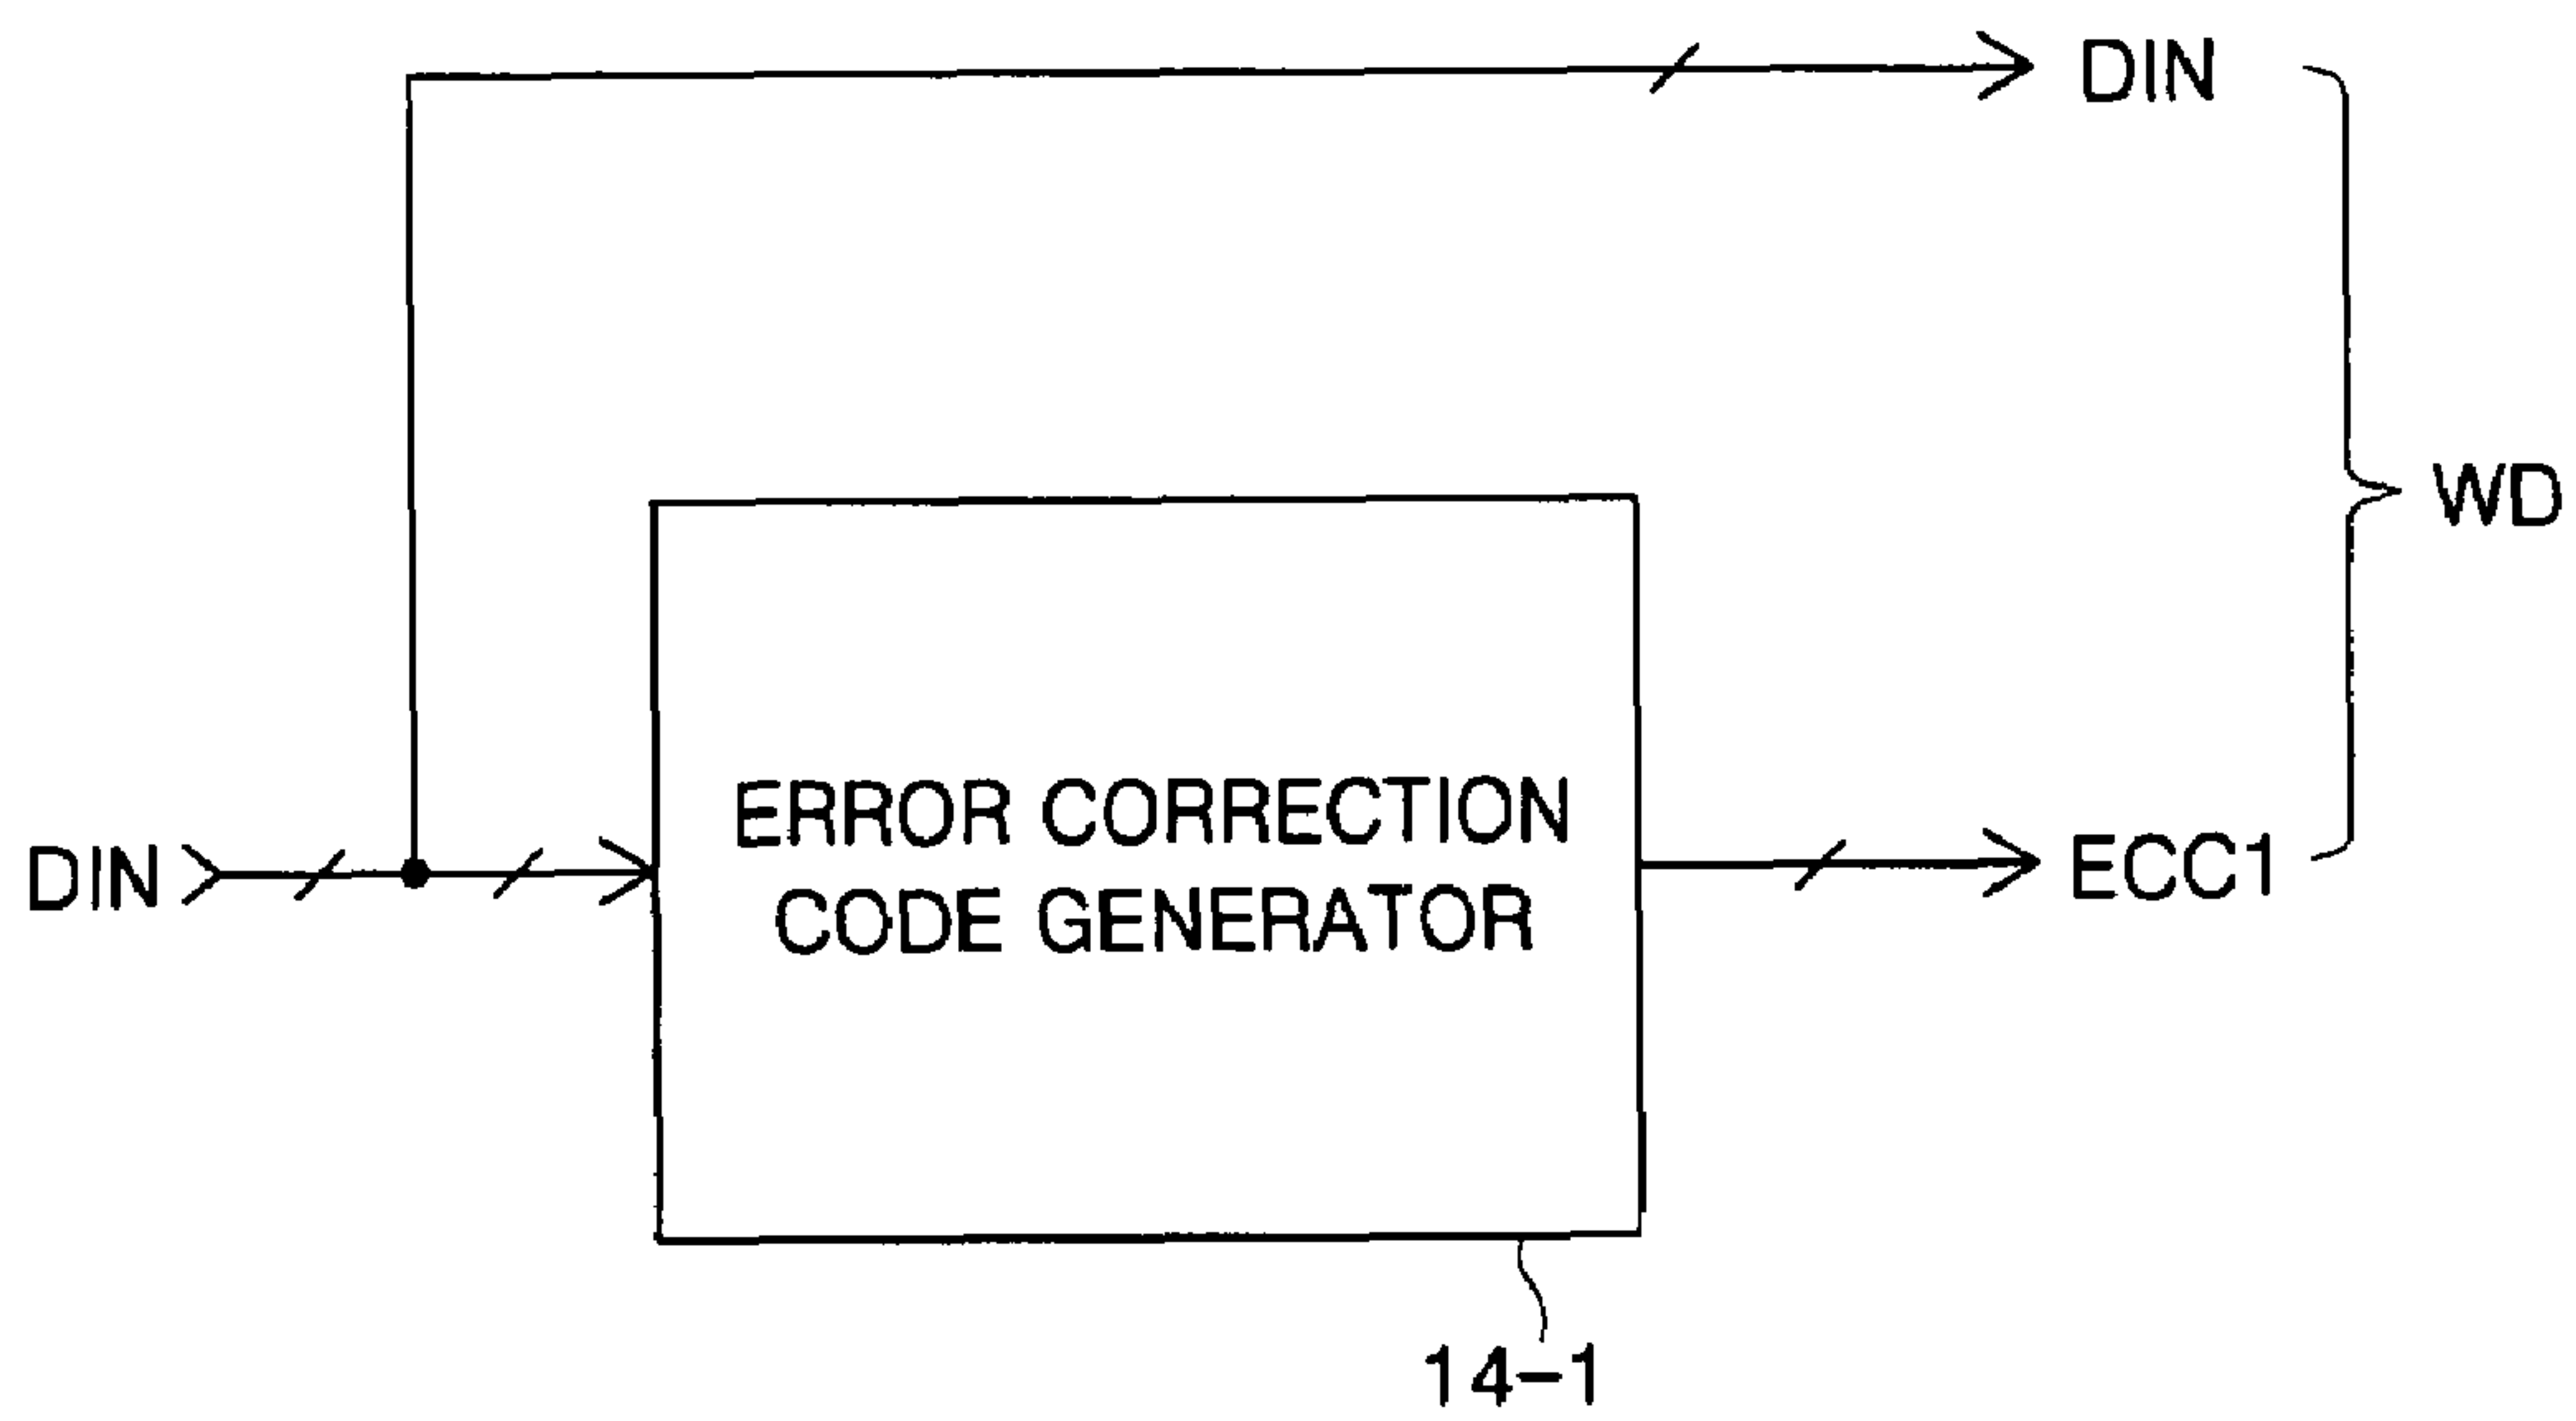 DIN
WD
DIN
ERROR CORRECTION
CODE GENERATOR
ECC1
14-1